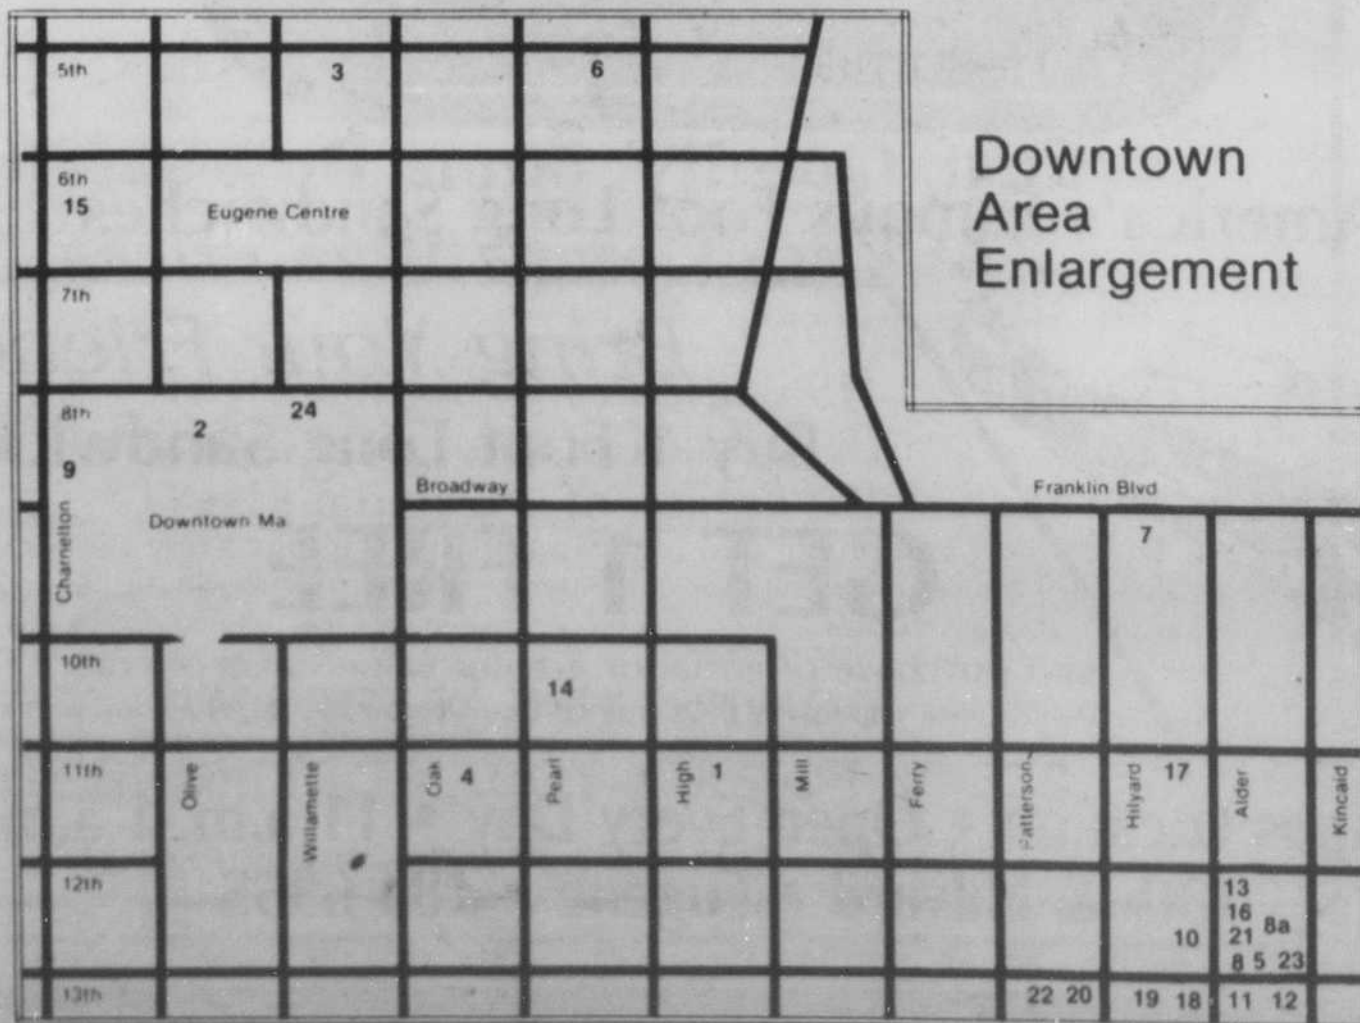 Downtown
Area
Enlargement
5th 3 6
6th
15 Eugene Centre
7th
8th 2 24
9
Broadway
Franklin Blvd
7
Charnelton
Downtown Ma
10th
14
11th Olive Willamette Oak 4 Pearl High 1 Mill Ferry Patterson Hilyard 17 Alder Kincaid
12th
13
16 8a
10 21
8 5 23
13th 22 20 19 18 11 12